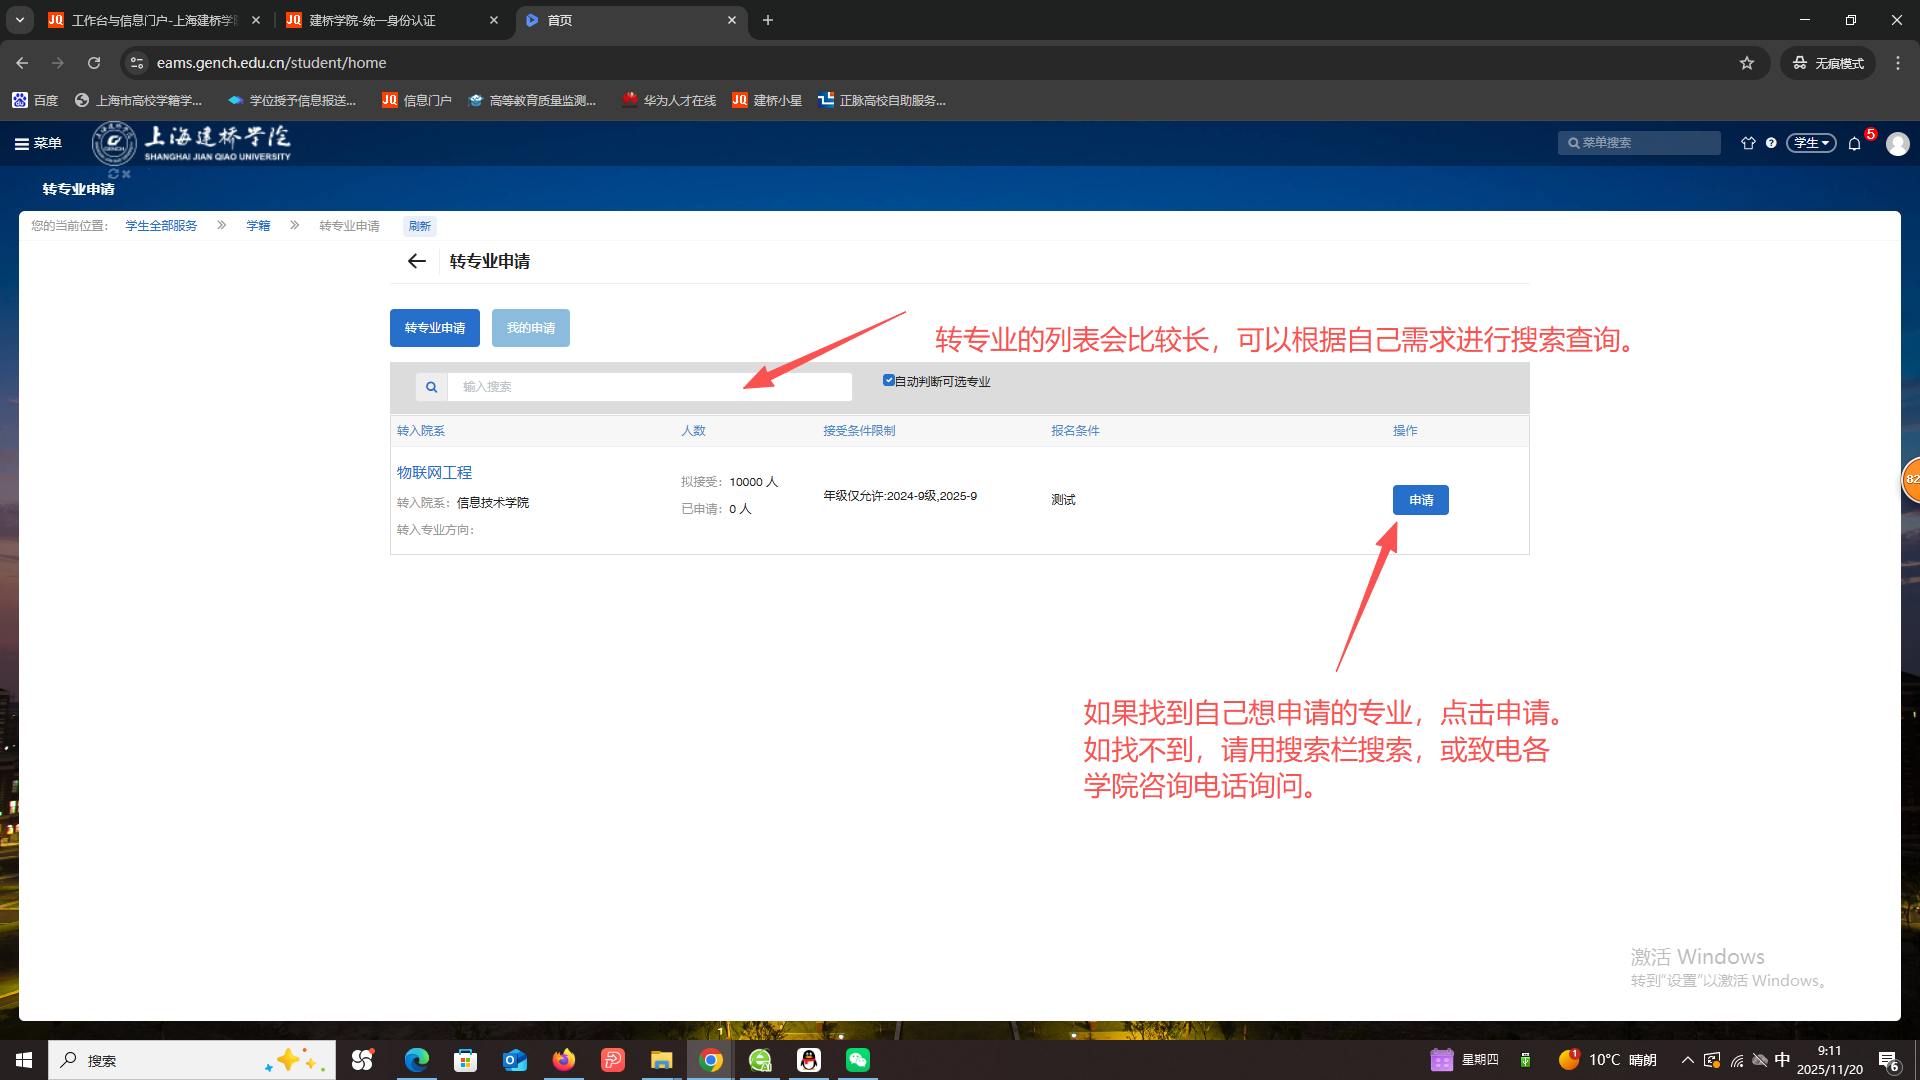 工作台与信息门户-上海建桥学院
建桥学院-统一身份认证
首页
eams.gench.edu.cn/student/home
无痕模式
百度
上海市高校学籍学...
学位授予信息报送...
JQ 信息门户
高等教育质量监测...
华为人才在线
JQ 建桥小星
正脉高校自助服务...
菜单
上海建桥学院
SHANGHAI JIAN QIAO UNIVERSITY
菜单搜索
学生
5
转专业申请
您的当前位置：
学生全部服务
学籍
转专业申请
刷新
转专业申请
转专业申请
我的申请
转专业的列表会比较长，可以根据自己需求进行搜索查询。
输入搜索
自动判断可选专业
转入院系
人数
接受条件限制
报名条件
操作
物联网工程
转入院系：信息技术学院
转入专业方向：
拟接受：10000 人
已申请：0 人
年级仅允许:2024-9级,2025-9
测试
申请
82
如果找到自己想申请的专业，点击申请。
如找不到，请用搜索栏搜索，或致电各
学院咨询电话询问。
激活 Windows
转到“设置”以激活 Windows。
搜索
星期四
1
10°C 晴朗
中
9:11
2025/11/20
6